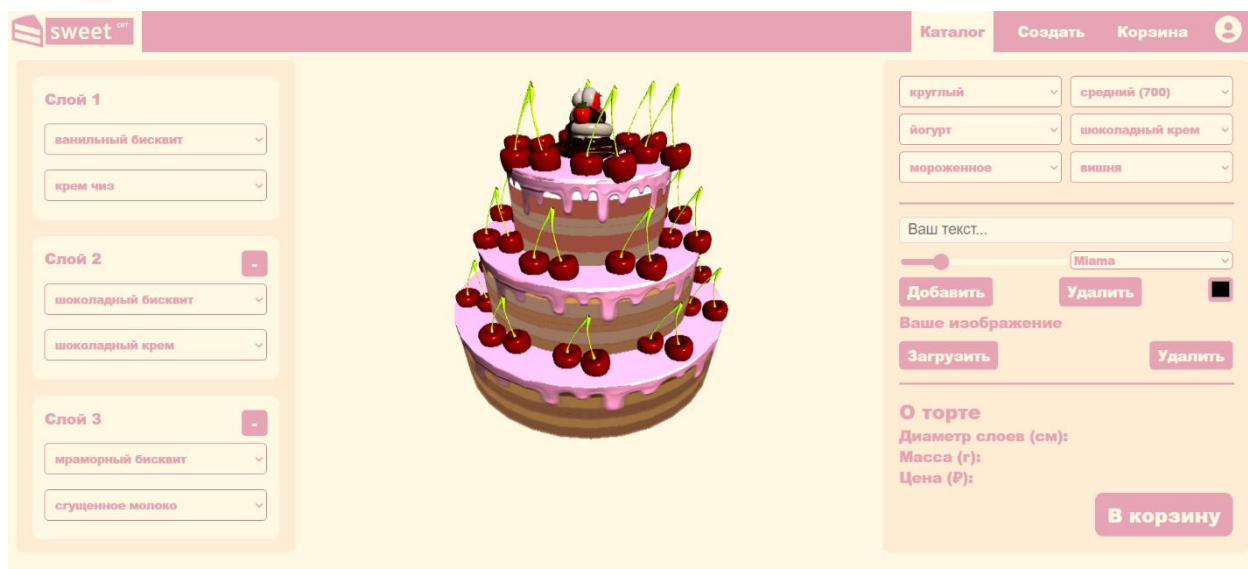 sweet ART
Каталог Создать Корзина
Слой 1
ванильный бисквит
крем чиз
Слой 2
-
шоколадный бисквит
шоколадный крем
Слой 3
-
мраморный бисквит
сгущенное молоко
круглый средний (700)
йогурт шоколадный крем
мороженное вишня
Ваш текст...
Miama
Добавить Удалить
Ваше изображение
Загрузить Удалить
О торте
Диаметр слоев (см):
Масса (г):
Цена (₽):
В корзину